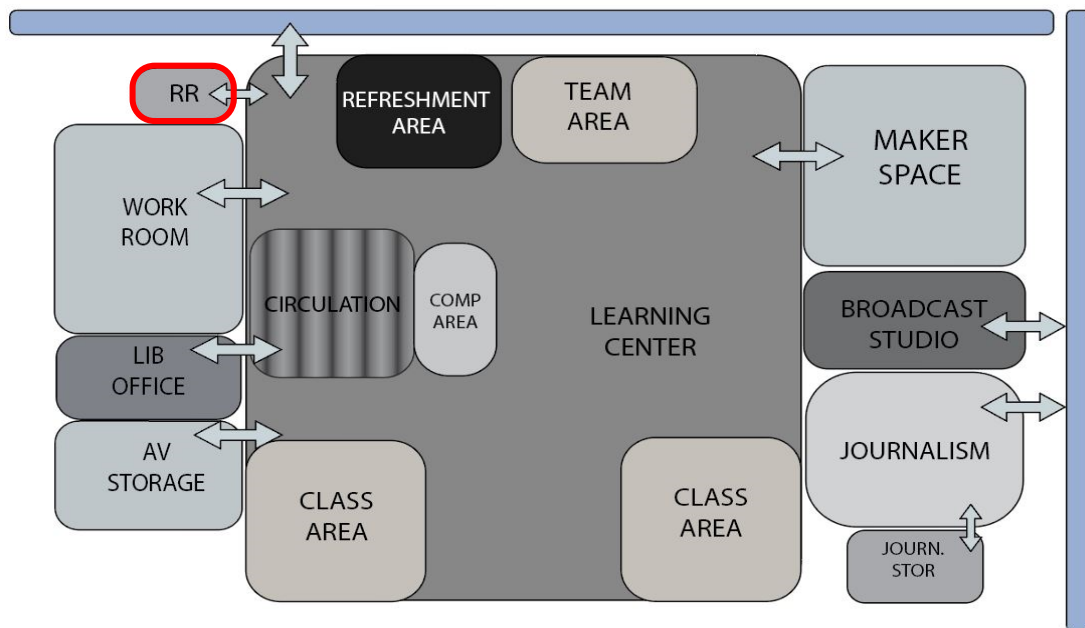 RR
REFRESHMENT
AREA
TEAM
AREA
MAKER
SPACE
WORK
ROOM
CIRCULATION
COMP
AREA
LEARNING
CENTER
BROADCAST
STUDIO
LIB
OFFICE
AV
STORAGE
CLASS
AREA
CLASS
AREA
JOURNALISM
JOURN.
STOR